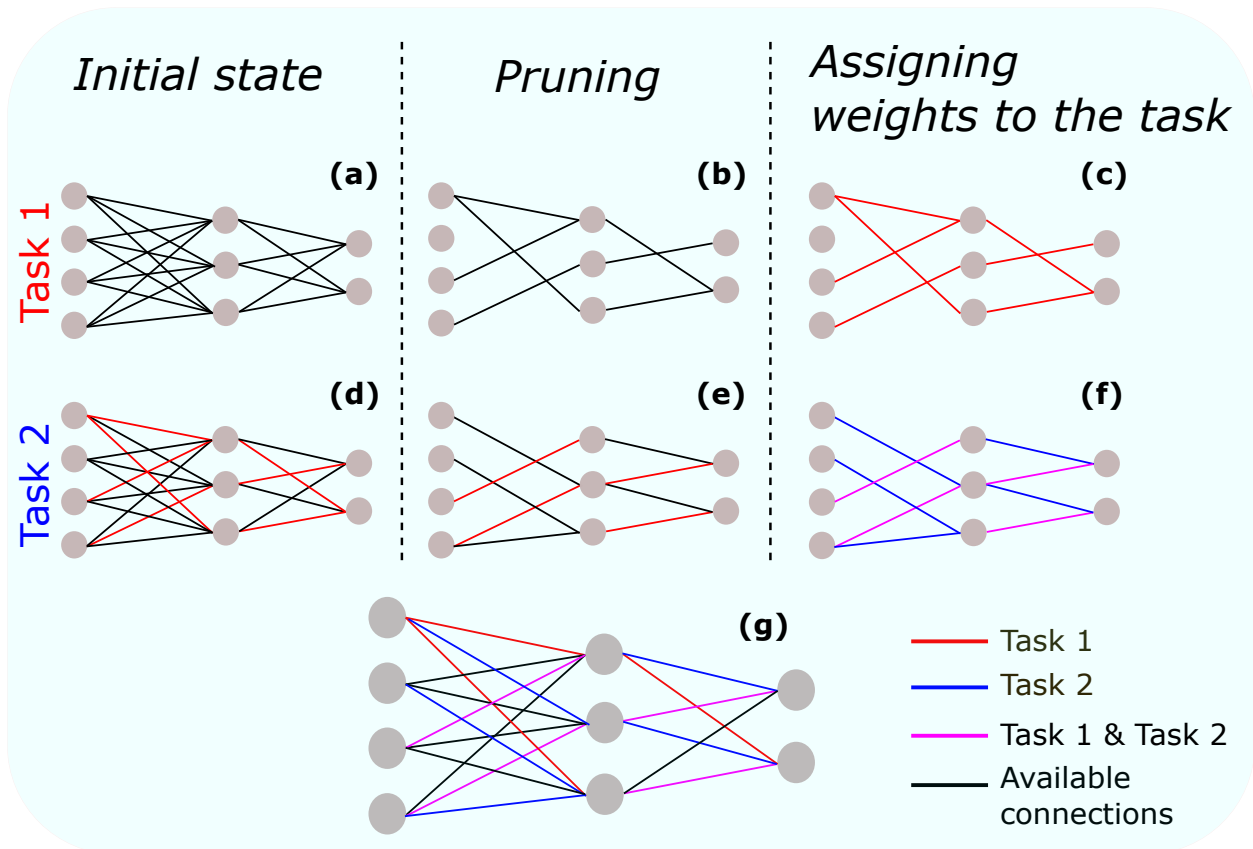 Initial state
Pruning
Assigning
weights to the task
Task 1
(a)
(b)
(c)
Task 2
(d)
(e)
(f)
(g)
Task 1
Task 2
Task 1 & Task 2
Available
connections